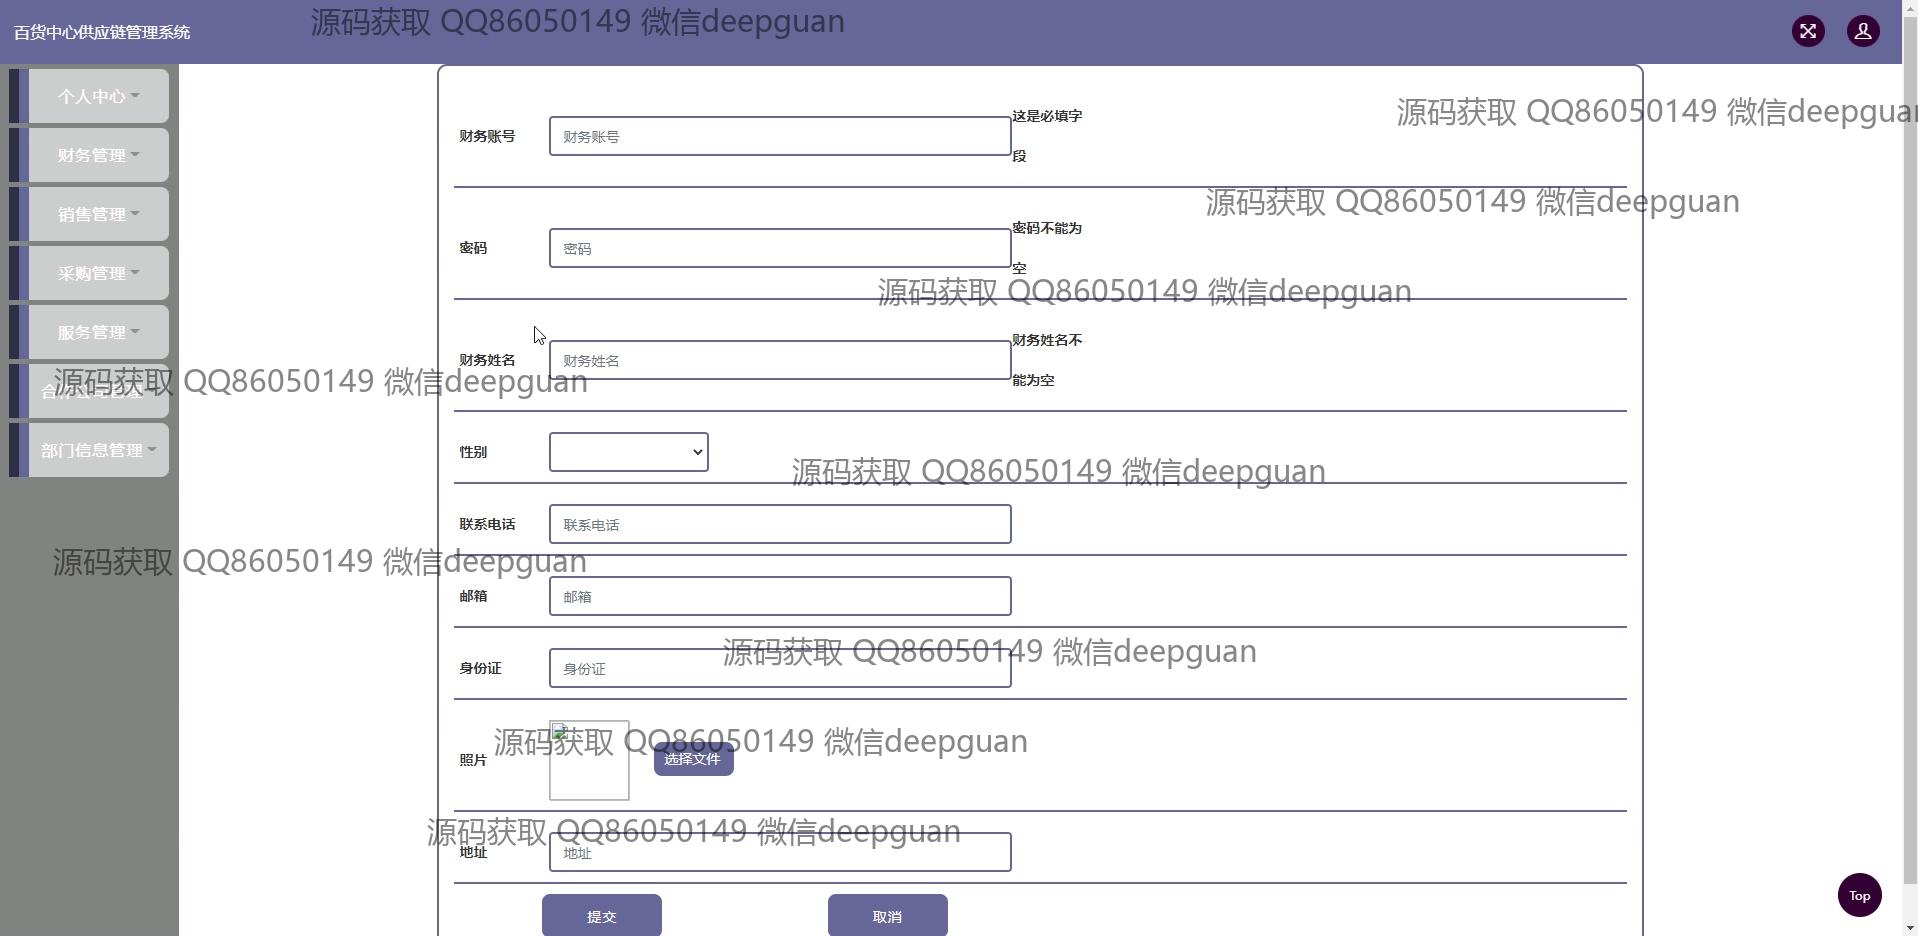 百货中心供应链管理系统
源码获取 QQ86050149 微信deepguan
个人中心
财务管理
销售管理
采购管理
服务管理
合作公司管理
部门信息管理
源码获取 QQ86050149 微信deepguan
财务账号
财务账号
这是必填字
段
源码获取 QQ86050149 微信deepguan
密码
密码
密码不能为
空
源码获取 QQ86050149 微信deepguan
财务姓名
财务姓名
财务姓名不
能为空
源码获取 QQ86050149 微信deepguan
性别
源码获取 QQ86050149 微信deepguan
联系电话
联系电话
源码获取 QQ86050149 微信deepguan
邮箱
邮箱
源码获取 QQ86050149 微信deepguan
身份证
身份证
源码获取 QQ86050149 微信deepguan
照片
选择文件
源码获取 QQ86050149 微信deepguan
地址
地址
提交
取消
Top